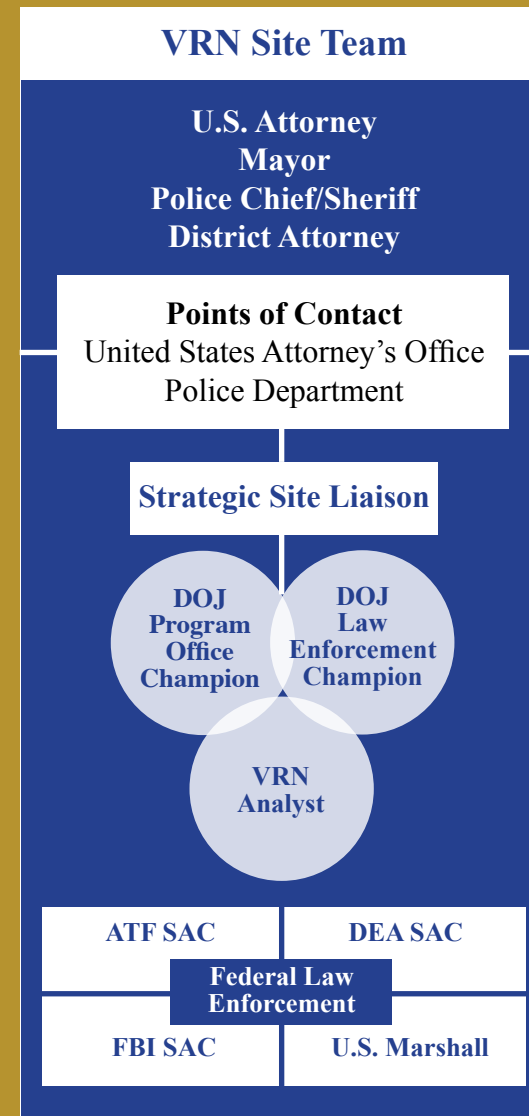 VRN Site Team
U.S. Attorney
Mayor
Police Chief/Sheriff
District Attorney
Points of Contact
United States Attorney’s Office
Police Department
Strategic Site Liaison
DOJ
Program
Office
Champion
DOJ
Law
Enforcement
Champion
VRN
Analyst
ATF SAC
DEA SAC
Federal Law
Enforcement
FBI SAC
U.S. Marshall